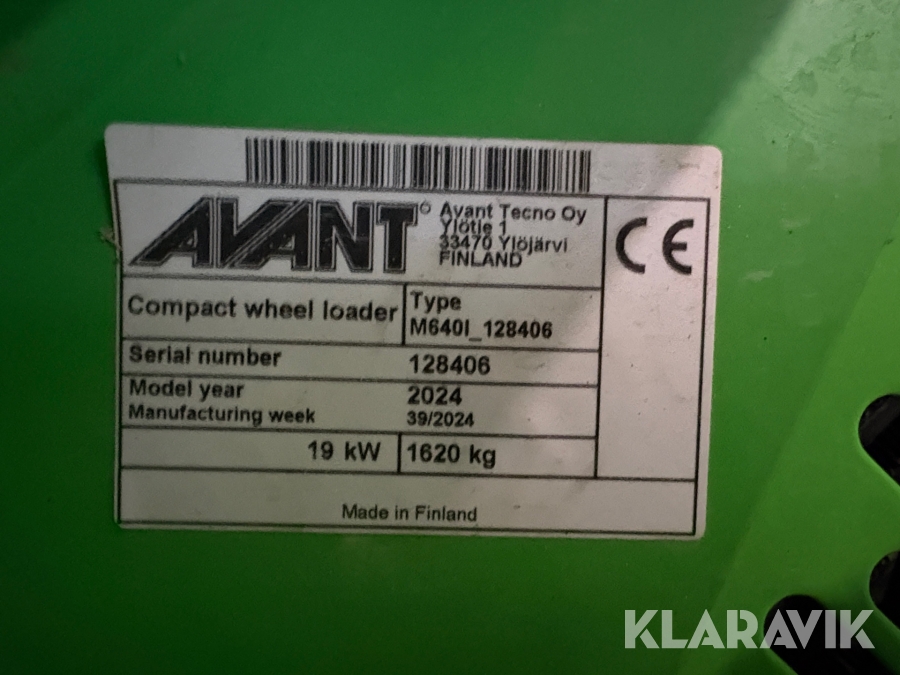 AVANT©
Avant Tecno Oy
Ylötie 1
33470 Ylöjärvi
FINLAND
CE
Compact wheel loader
Type
M640I_128406
Serial number 128406
Model year 2024
Manufacturing week 39/2024
19 kW 1620 kg
Made in Finland
KLARAVIK